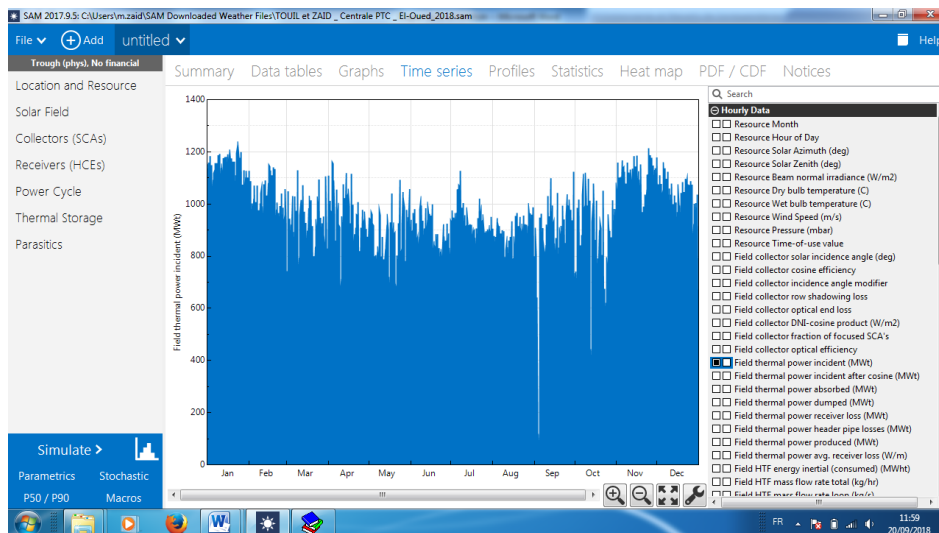 SAM 2017.9.5: C:\Users\m.zaid\SAM Downloaded Weather Files\TOUIL et ZAID _ Centrale PTC _ El-Oued_2018.sam
File Add untitled Help
Trough (phys), No financial
Location and Resource
Solar Field
Collectors (SCAs)
Receivers (HCEs)
Power Cycle
Thermal Storage
Parasitics
Simulate >
Parametrics Stochastic
P50 / P90 Macros
Summary Data tables Graphs Time series Profiles Statistics Heat map PDF / CDF Notices
Field thermal power incident (MWt)
1400
1200
1000
800
600
400
200
0
Jan Feb Mar Apr May Jun Jul Aug Sep Oct Nov Dec
Search
Hourly Data
Resource Month
Resource Hour of Day
Resource Solar Azimuth (deg)
Resource Solar Zenith (deg)
Resource Beam normal irradiance (W/m2)
Resource Dry bulb temperature (C)
Resource Wet bulb temperature (C)
Resource Wind Speed (m/s)
Resource Pressure (mbar)
Resource Time-of-use value
Field collector solar incidence angle (deg)
Field collector cosine efficiency
Field collector incidence angle modifier
Field collector row shadowing loss
Field collector optical end loss
Field collector DNI-cosine product (W/m2)
Field collector fraction of focused SCA's
Field collector optical efficiency
Field thermal power incident (MWt)
Field thermal power incident after cosine (MWt)
Field thermal power absorbed (MWt)
Field thermal power dumped (MWt)
Field thermal power receiver loss (MWt)
Field thermal power header pipe losses (MWt)
Field thermal power produced (MWt)
Field thermal power avg. receiver loss (W/m)
Field HTF energy inertial (consumed) (MWht)
Field HTF mass flow rate total (kg/hr)
Field HTF mass flow rate loop (kg/s)
FR
11:59
20/09/2018